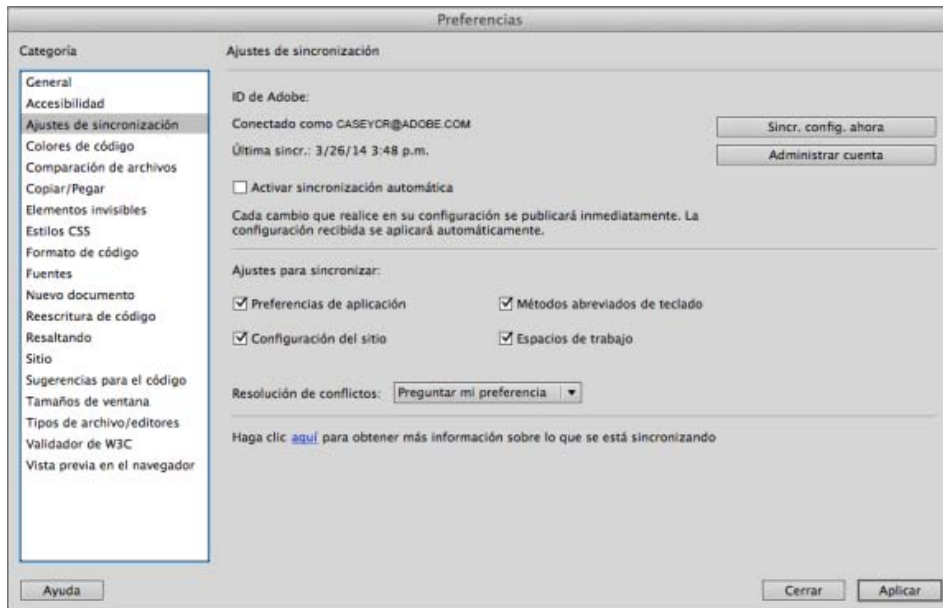 Preferencias
Categoría
General
Accesibilidad
Ajustes de sincronización
Colores de código
Comparación de archivos
Copiar/Pegar
Elementos invisibles
Estilos CSS
Formato de código
Fuentes
Nuevo documento
Reescritura de código
Resaltando
Sitio
Sugerencias para el código
Tamaños de ventana
Tipos de archivo/editores
Validador de W3C
Vista previa en el navegador
Ajustes de sincronización
ID de Adobe:
Conectado como CASEYCR@ADOBE.COM
Sincr. config. ahora
Última sincr.: 3/26/14 3:48 p.m.
Administrar cuenta
Activar sincronización automática
Cada cambio que realice en su configuración se publicará inmediatamente. La
configuración recibida se aplicará automáticamente.
Ajustes para sincronizar:
Preferencias de aplicación
Métodos abreviados de teclado
Configuración del sitio
Espacios de trabajo
Resolución de conflictos: Preguntar mi preferencia
Haga clic aquí para obtener más información sobre lo que se está sincronizando
Ayuda
Cerrar
Aplicar